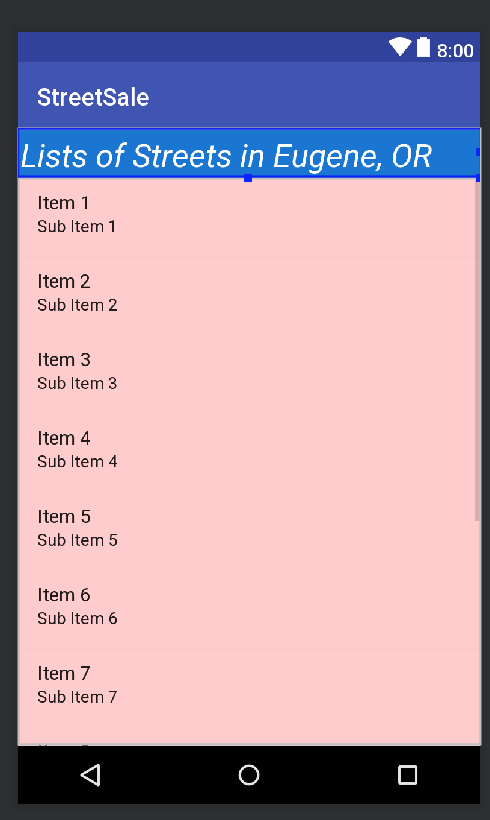 8:00
StreetSale
Lists of Streets in Eugene, OR
Item 1
Sub Item 1
Item 2
Sub Item 2
Item 3
Sub Item 3
Item 4
Sub Item 4
Item 5
Sub Item 5
Item 6
Sub Item 6
Item 7
Sub Item 7